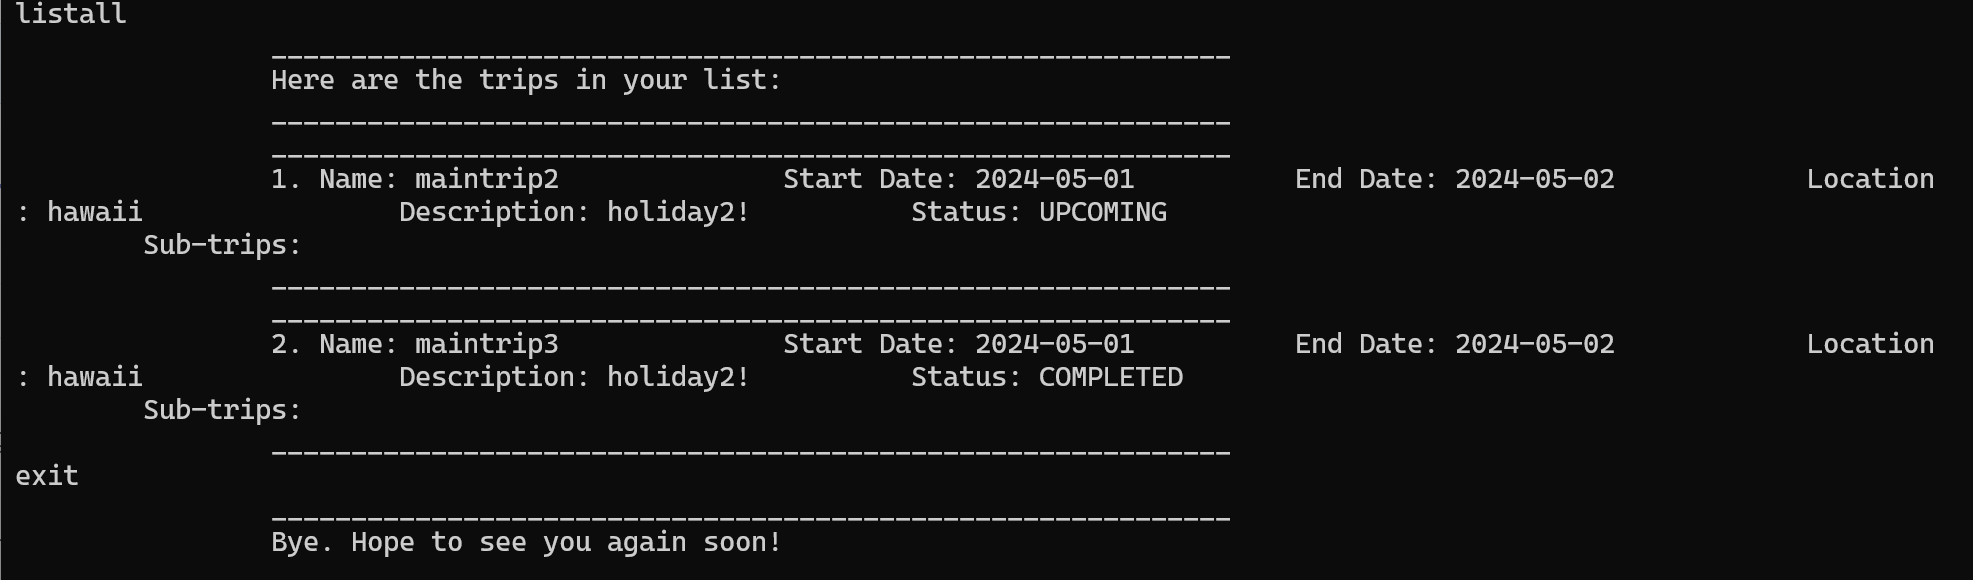 listall
____________________________________________________________
Here are the trips in your list:
____________________________________________________________
____________________________________________________________
1. Name: maintrip2 Start Date: 2024-05-01 End Date: 2024-05-02 Location
: hawaii Description: holiday2! Status: UPCOMING
Sub-trips:
____________________________________________________________
____________________________________________________________
2. Name: maintrip3 Start Date: 2024-05-01 End Date: 2024-05-02 Location
: hawaii Description: holiday2! Status: COMPLETED
Sub-trips:
____________________________________________________________
exit
____________________________________________________________
Bye. Hope to see you again soon!